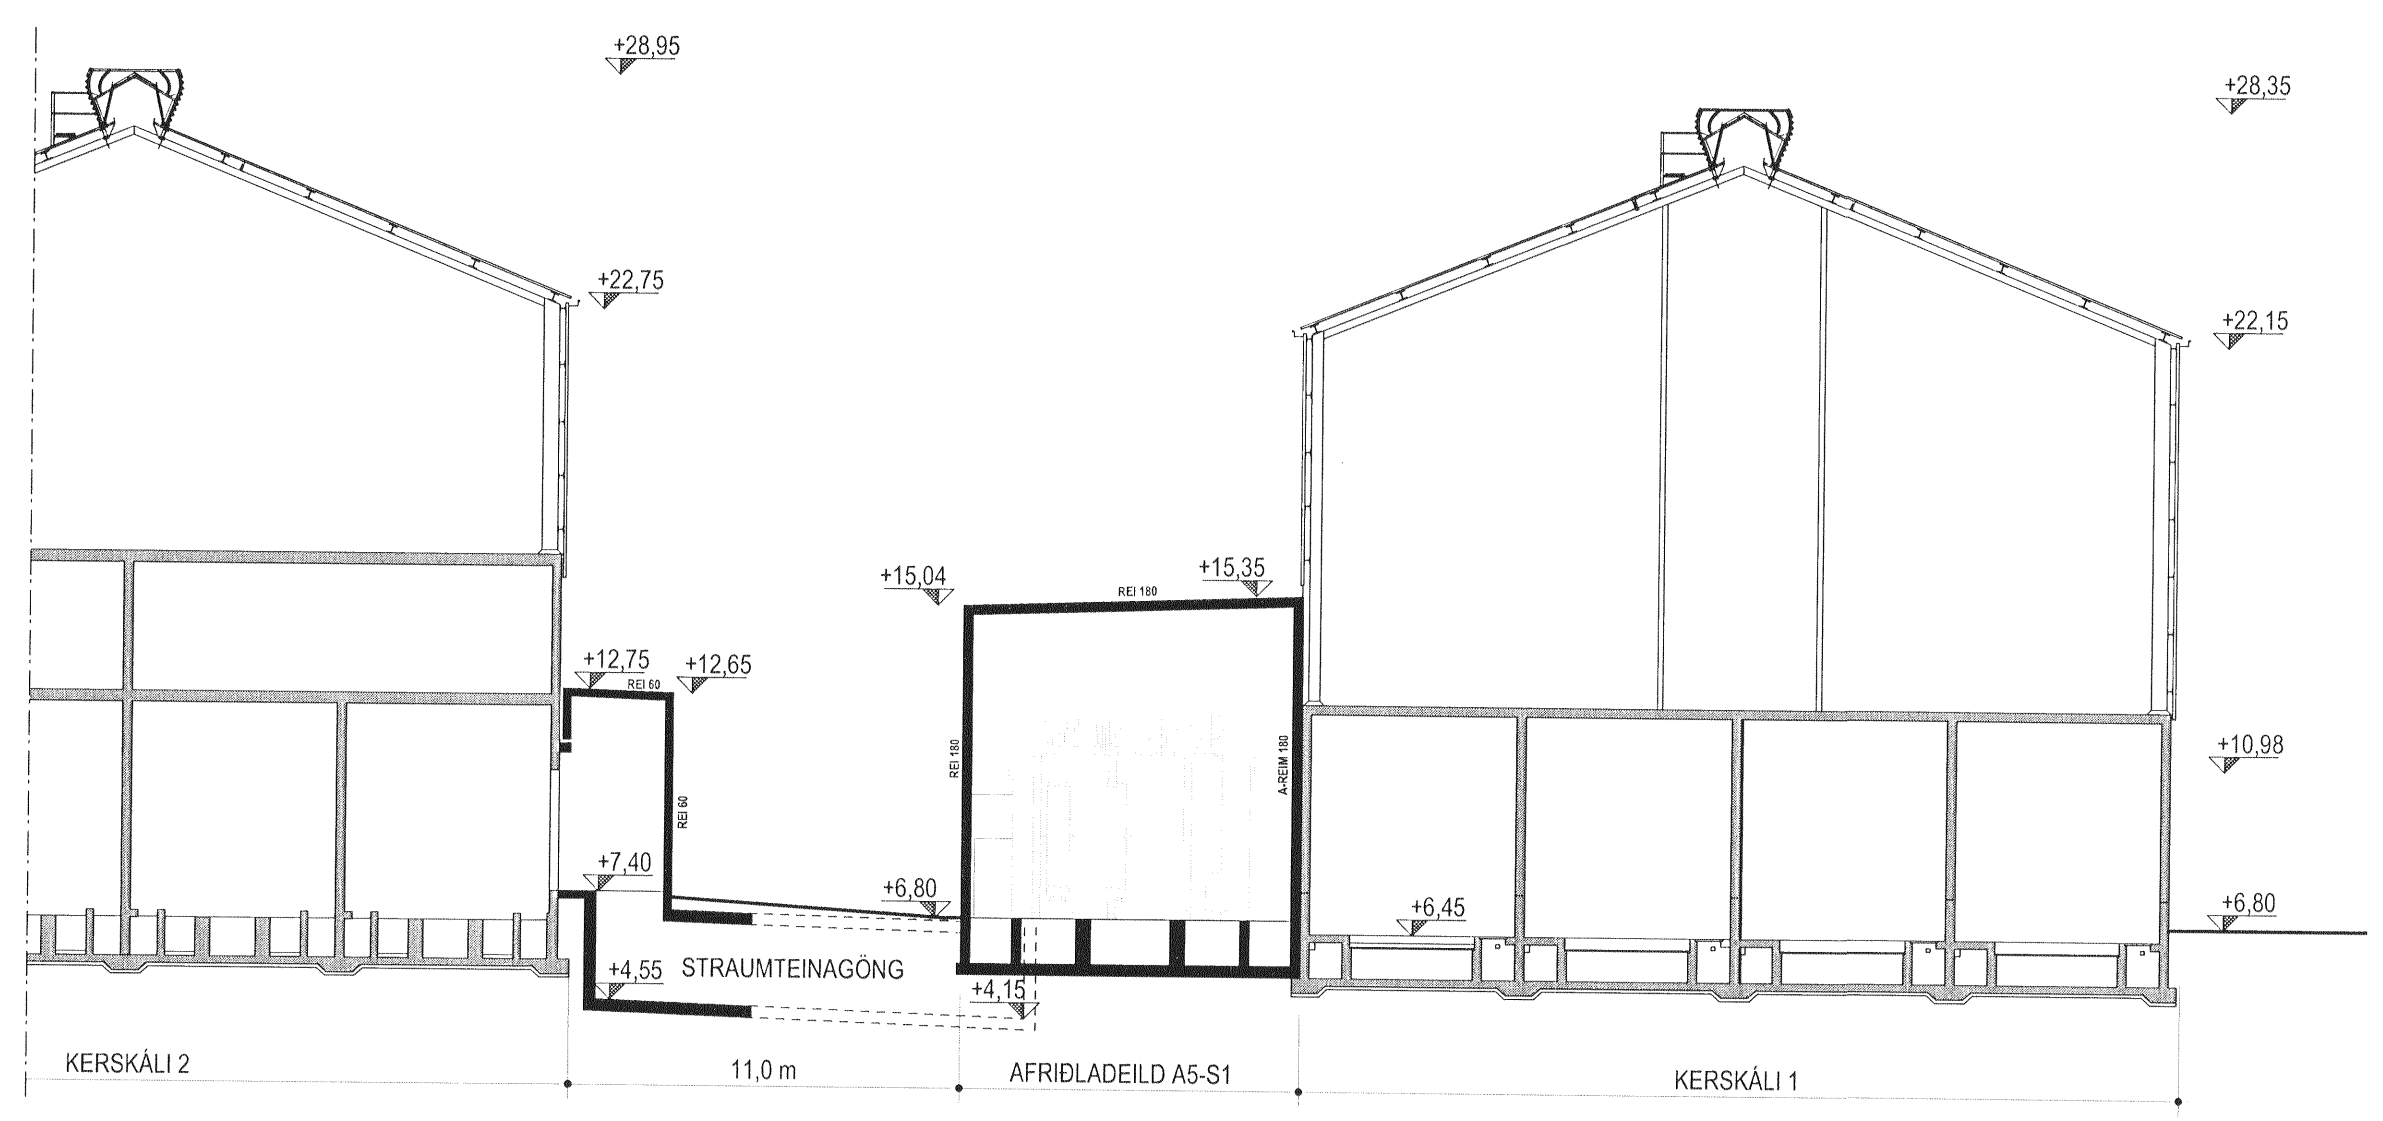 +28,95
+28,35
+22,75
+22,15
+15,04
+15,35
REI 180
+12,75
+12,65
REI 60
REI 180
A-REIM 180
+10,98
REI 60
+7,40
+6,80
+6,45
+6,80
+4,55
STRAUMTEINAGÖNG
+4,15
KERSKÁLI 2
11,0 m
AFRIÐLADEILD A5-S1
KERSKÁLI 1